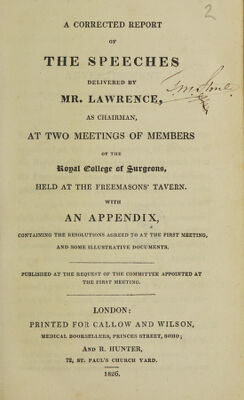 2
A CORRECTED REPORT
OF
THE SPEECHES
DELIVERED BY
MR. LAWRENCE,
AS CHAIRMAN,
AT TWO MEETINGS OF MEMBERS
OF THE
Royal College of Surgeons,
HELD AT THE FREEMASONS' TAVERN.
WITH
AN APPENDIX,
CONTAINING THE RESOLUTIONS AGREED TO AT THE FIRST MEETING,
AND SOME ILLUSTRATIVE DOCUMENTS.
PUBLISHED AT THE REQUEST OF THE COMMITTEE APPOINTED AT
THE FIRST MEETING.
LONDON:
PRINTED FOR CALLOW AND WILSON,
MEDICAL BOOKSELLERS, PRINCES STREET, SOHO;
AND R. HUNTER,
72, ST. PAUL'S CHURCH YARD.
1826.